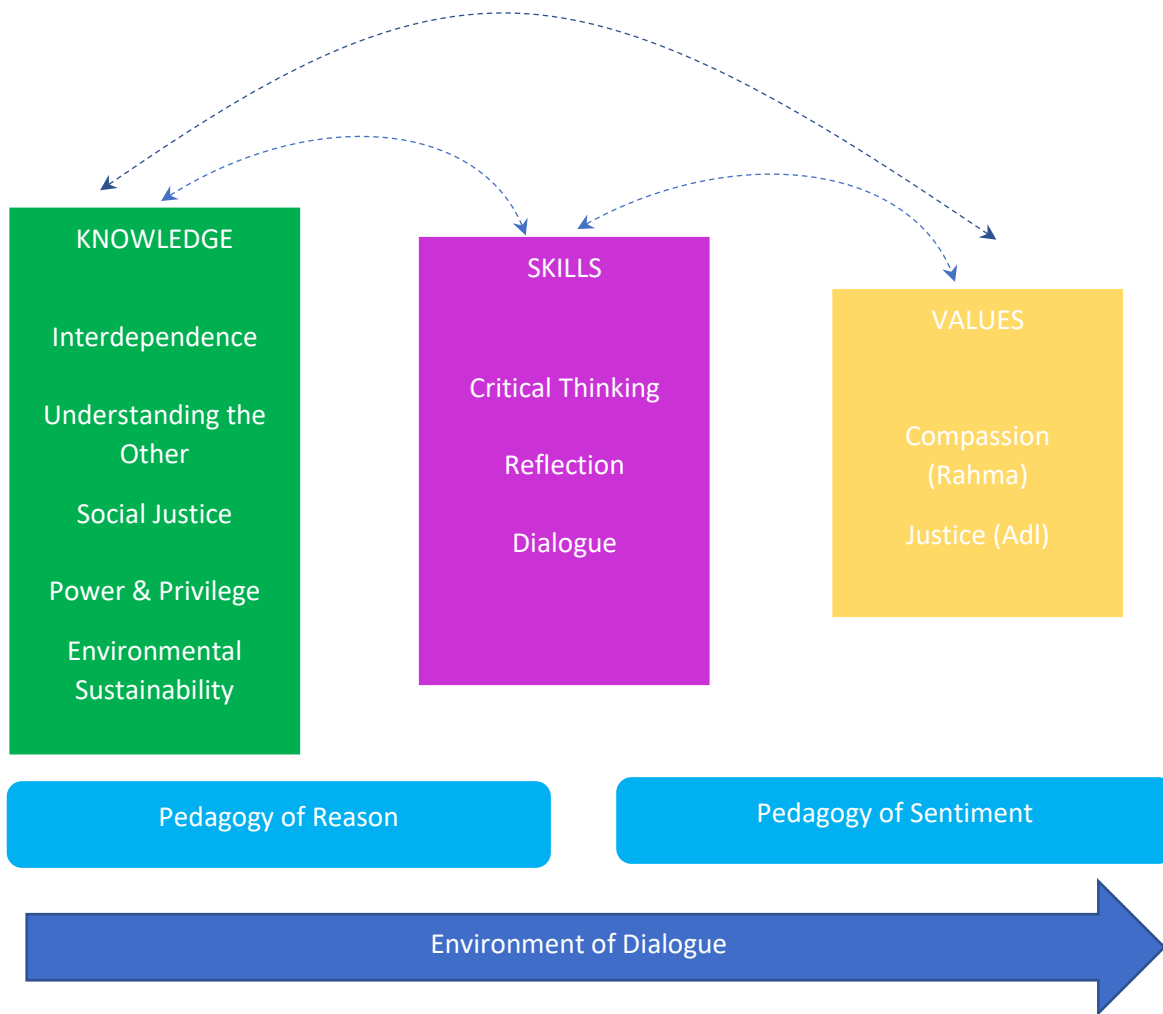 KNOWLEDGE
Interdependence
Understanding the
Other
Social Justice
Power & Privilege
Environmental
Sustainability
SKILLS
Critical Thinking
Reflection
Dialogue
VALUES
Compassion
(Rahma)
Justice (Adl)
Pedagogy of Reason
Pedagogy of Sentiment
Environment of Dialogue